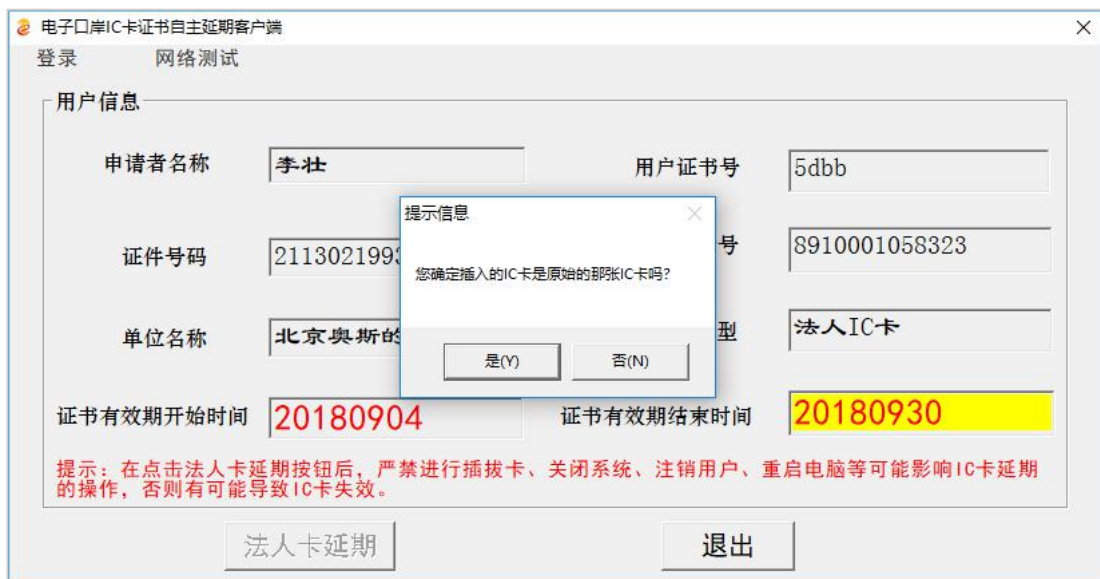 电子口岸IC卡证书自主延期客户端
登录 网络测试
用户信息
申请者名称 李壮 用户证书号 5dbb
提示信息
证件号码 211302199 号 8910001058323
您确定插入的IC卡是原始的那张IC卡吗?
单位名称 北京奥斯的 型 法人IC卡
是(Y) 否(N)
证书有效期开始时间 20180904 证书有效期结束时间 20180930
提示:在点击法人卡延期按钮后,严禁进行插拔卡、关闭系统、注销用户、重启电脑等可能影响IC卡延期
的操作,否则有可能导致IC卡失效。
法人卡延期 退出